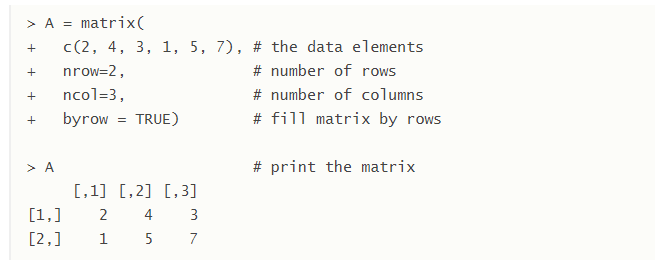 > A = matrix(
+   c(2, 4, 3, 1, 5, 7), # the data elements
+   nrow=2,              # number of rows
+   ncol=3,              # number of columns
+   byrow = TRUE)        # fill matrix by rows
> A                      # print the matrix
     [,1] [,2] [,3]
[1,]    2    4    3
[2,]    1    5    7